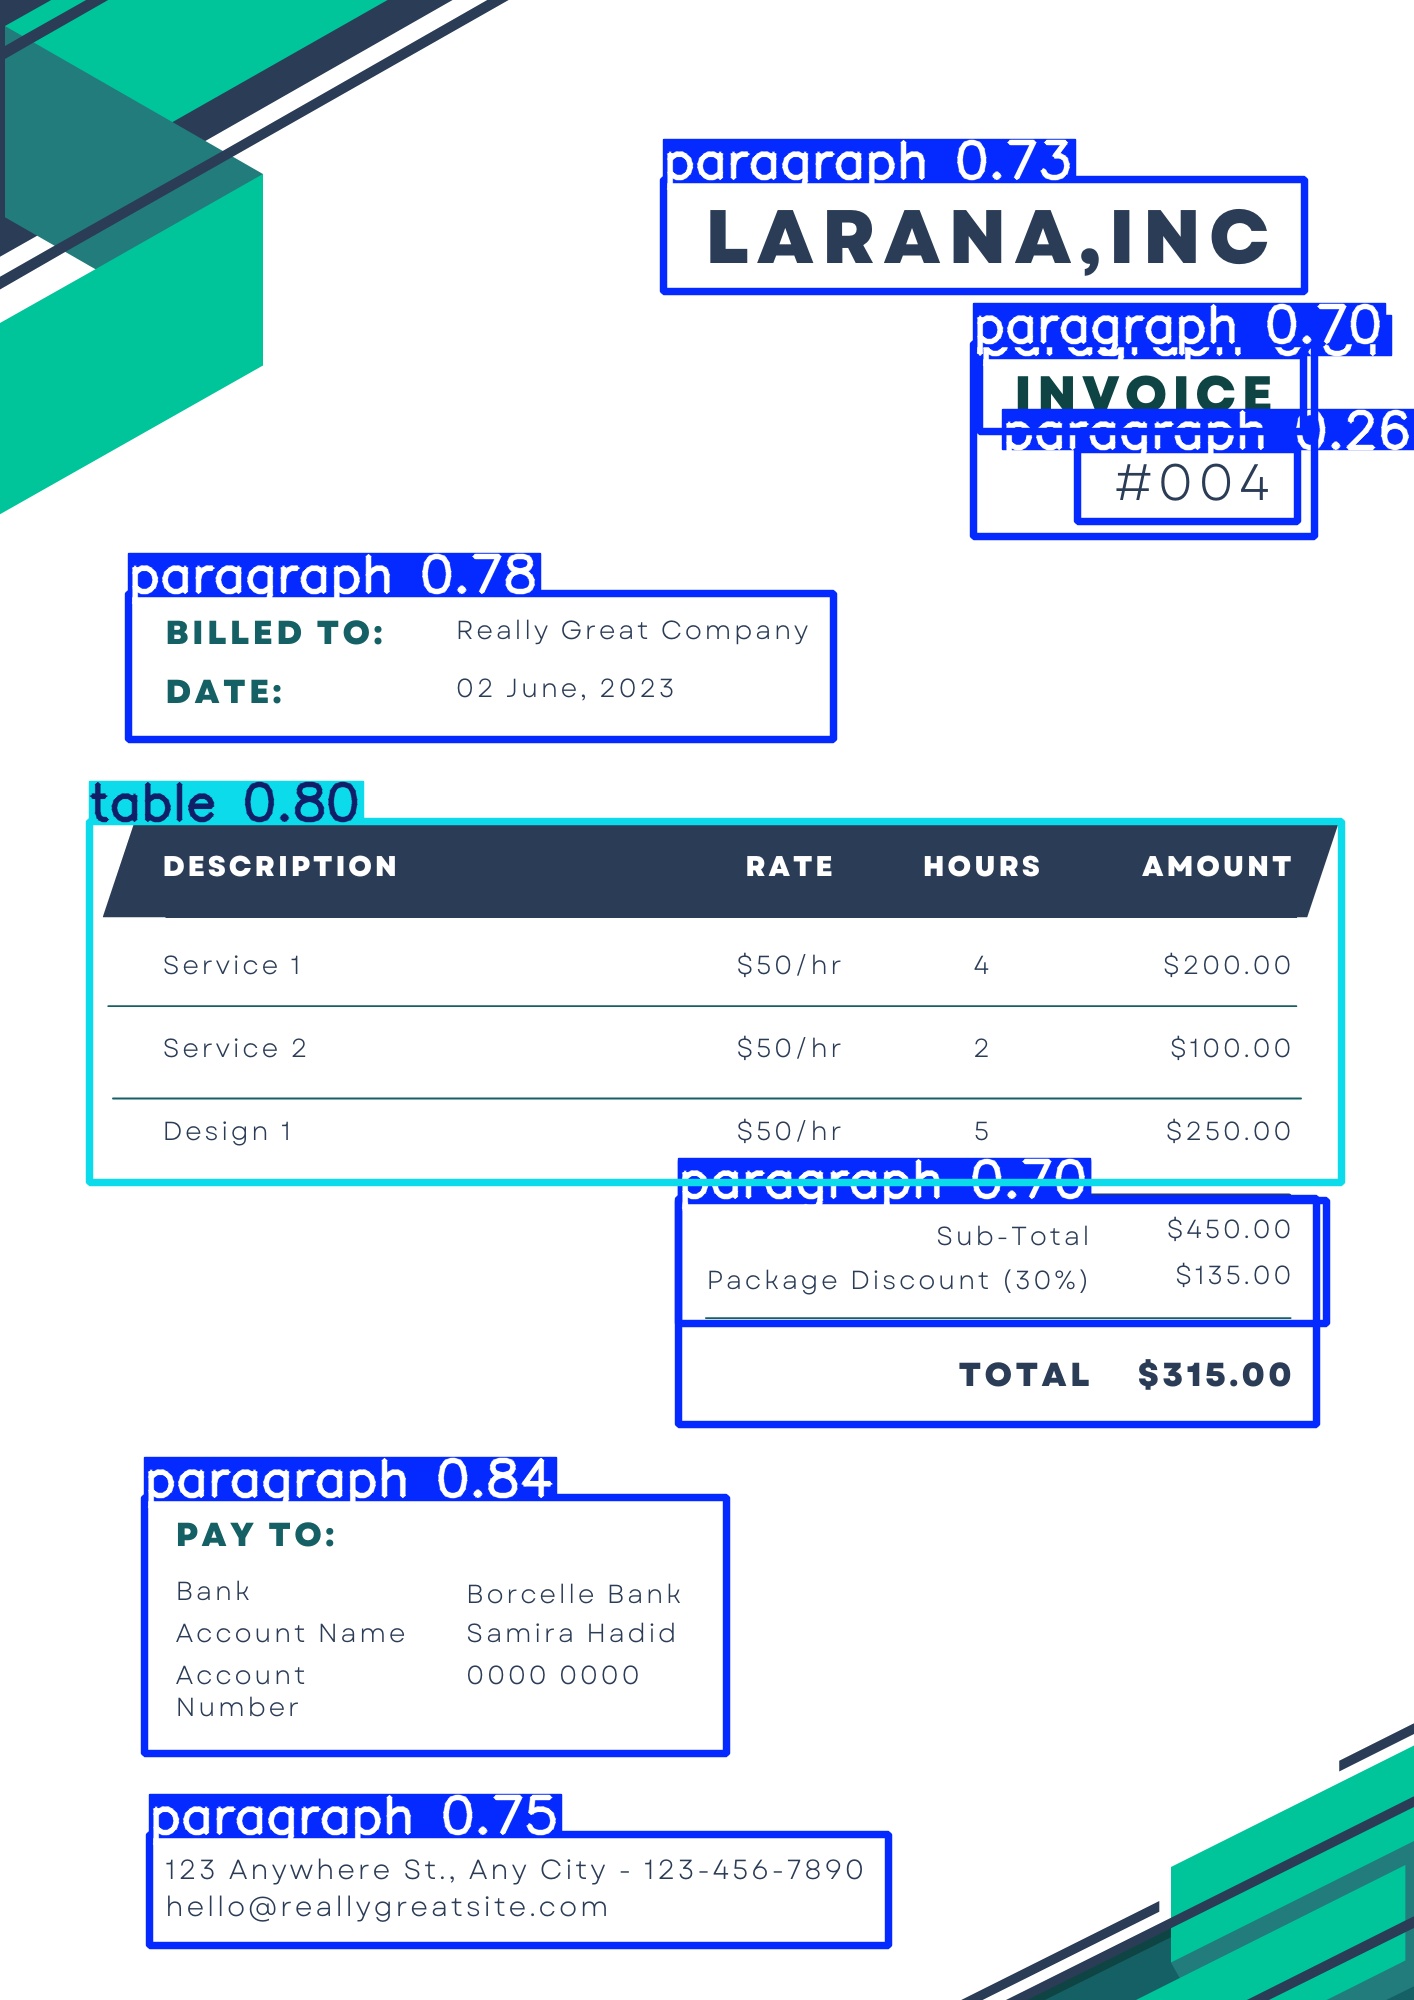 paragraph 0.73
LARANA,INC
paragraph 0.70
INVOICE
paragraph 0.26
#004
paragraph 0.78
BILLED TO: Really Great Company
DATE: 02 June, 2023
table 0.80
DESCRIPTION RATE HOURS AMOUNT
Service 1 $50/hr 4 $200.00
Service 2 $50/hr 2 $100.00
Design 1 $50/hr 5 $250.00
paragraph 0.70
Sub-Total $450.00
Package Discount (30%) $135.00
TOTAL $315.00
paragraph 0.84
PAY TO:
Bank Borcelle Bank
Account Name Samira Hadid
Account 0000 0000
Number
paragraph 0.75
123 Anywhere St., Any City - 123-456-7890
hello@reallygreatsite.com